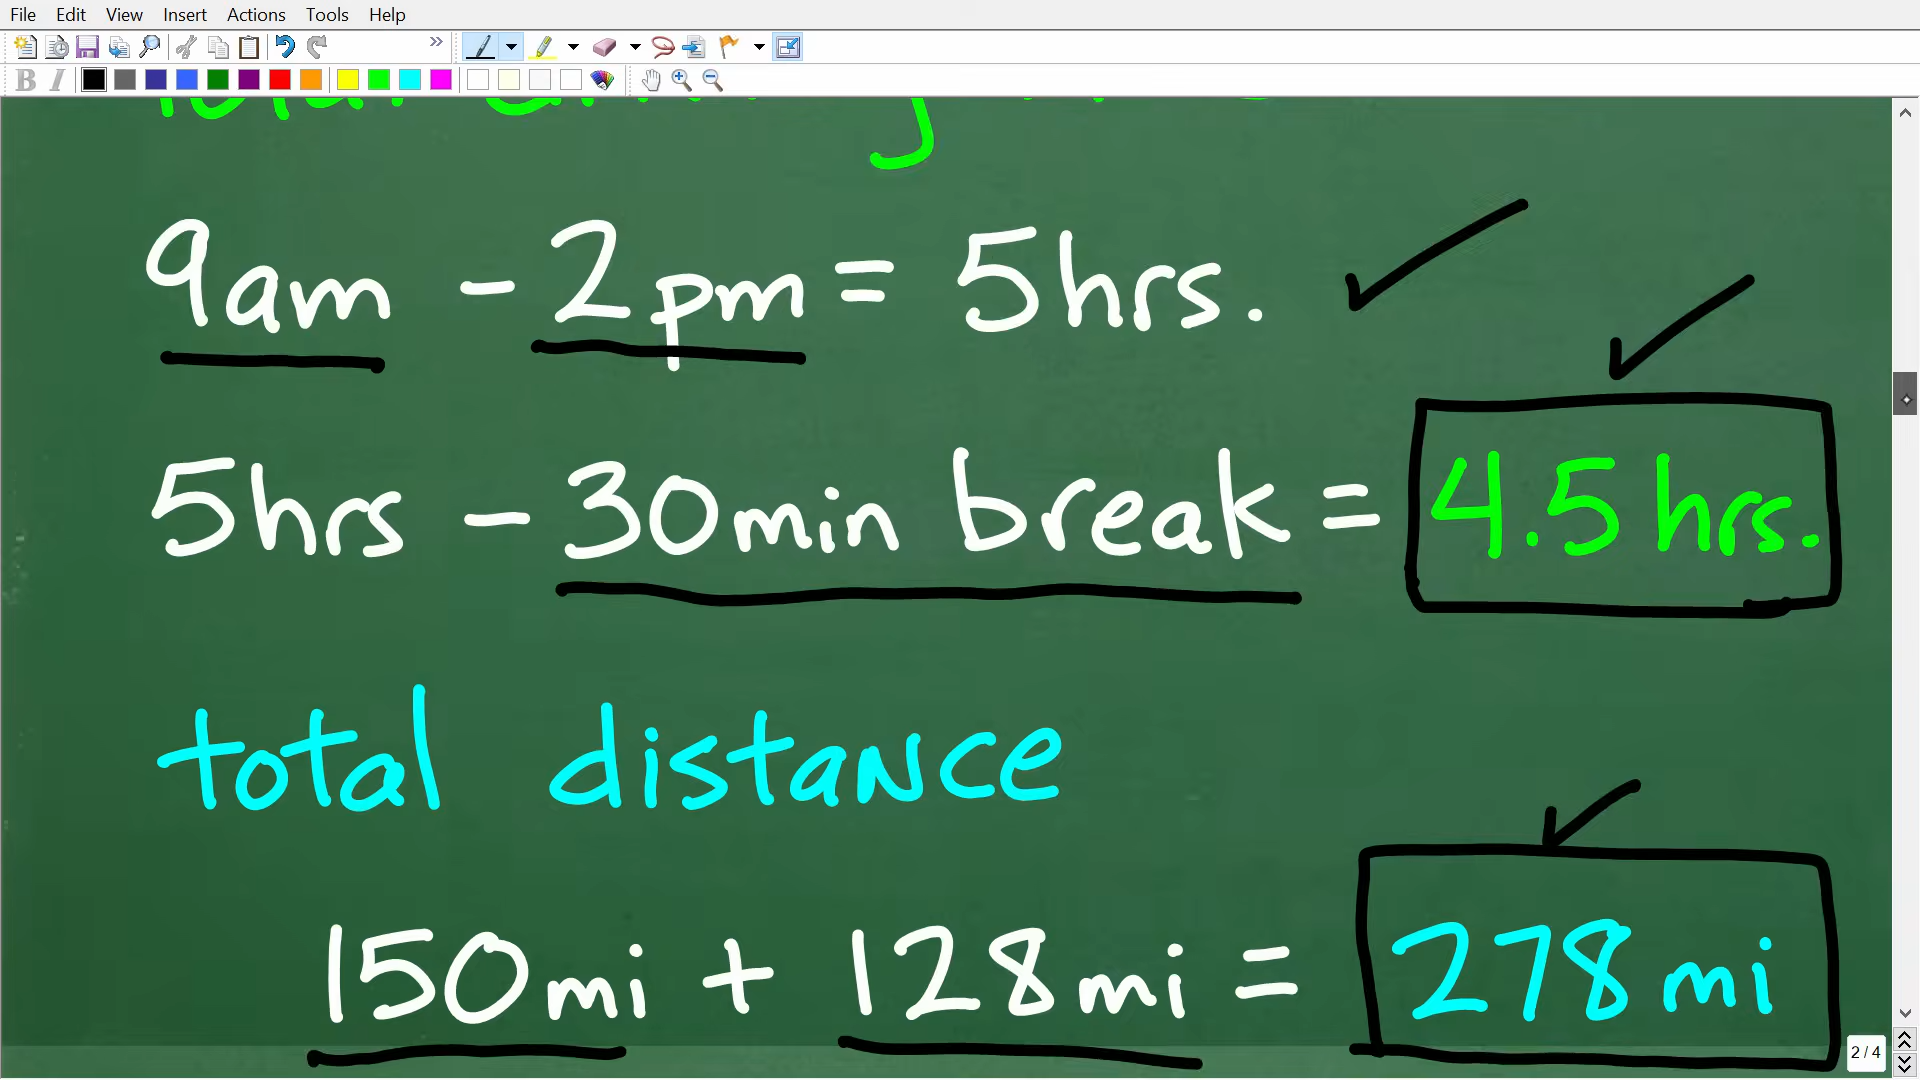 File Edit View Insert Actions Tools Help
B I
9am - 2pm = 5hrs.
5hrs - 30min break = 4.5 hrs.
total distance
150mi + 128mi = 278mi
2 / 4